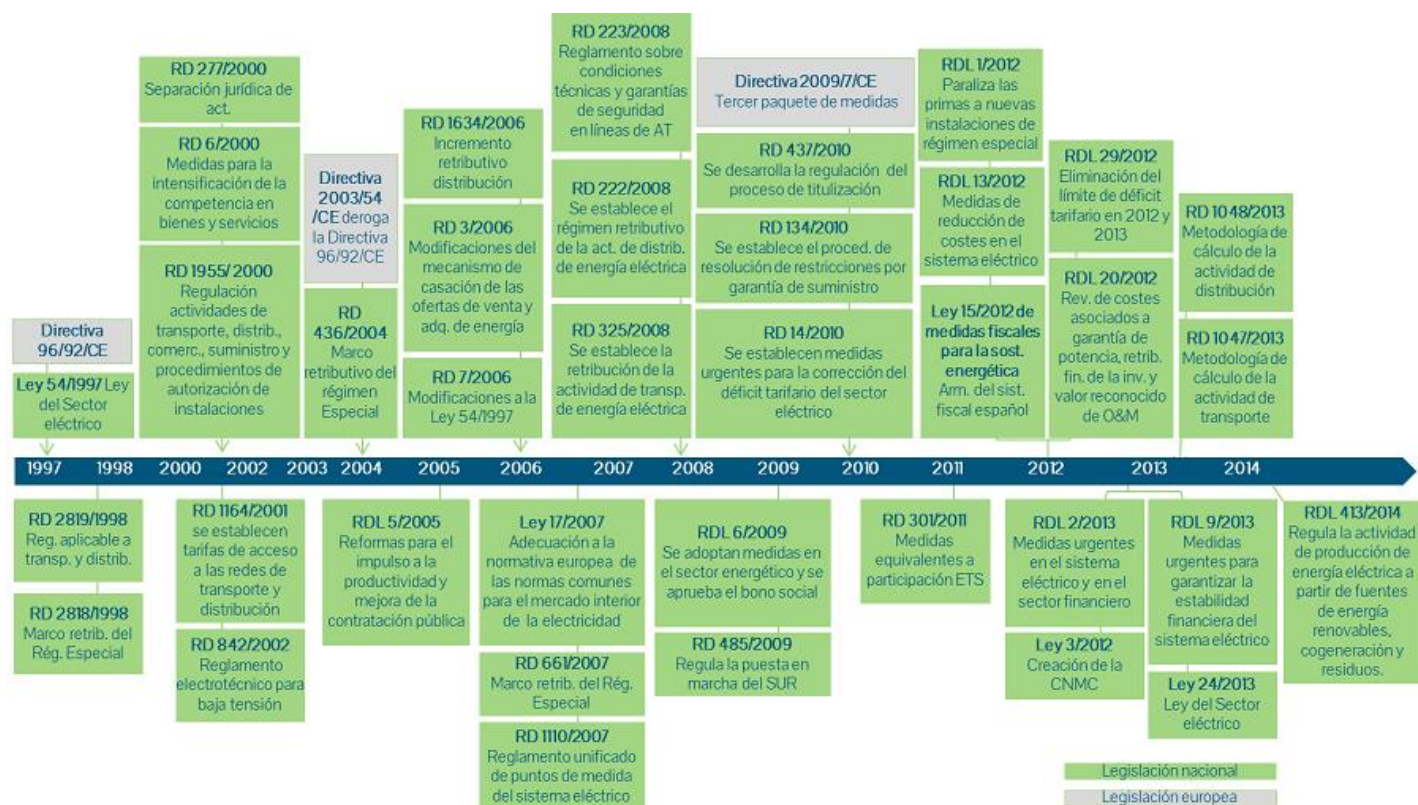 RD 277/2000
Separación jurídica de
act.
RD 6/2000
Medidas para la
intensificación de la
competencia en
bienes y servicios
RD 1955/ 2000
Regulación
actividades de
transporte, distrib.,
comerc., suministro y
procedimientos de
autorización de
instalaciones
Directiva
96/92/CE
Ley 54/1997 Ley
del Sector
eléctrico
Directiva
2003/54
/CE deroga
la Directiva
96/92/CE
RD
436/2004
Marco
retributivo del
régimen
Especial
RD 1634/2006
Incremento
retributivo
distribución
RD 3/2006
Modificaciones del
mecanismo de
casación de las
ofertas de venta y
adq. de energía
RD 7/2006
Modificaciones a la
Ley 54/1997
RD 223/2008
Reglamento sobre
condiciones
técnicas y garantías
de seguridad
en líneas de AT
RD 222/2008
Se establece el
régimen retributivo
de la act. de distrib.
de energía eléctrica
RD 325/2008
Se establece la
retribución de la
actividad de transp.
de energía eléctrica
Directiva 2009/7/CE
Tercer paquete de medidas
RD 437/2010
Se desarrolla la regulación del
proceso de titulización
RD 134/2010
Se establece el proced. de
resolución de restricciones por
garantía de suministro
RD 14/2010
Se establecen medidas
urgentes para la corrección del
déficit tarifario del sector
eléctrico
RDL 1/2012
Paraliza las
primas a nuevas
instalaciones de
régimen especial
RDL 13/2012
Medidas de
reducción de
costes en el
sistema eléctrico
Ley 15/2012 de
medidas fiscales
para la sost.
energética
Arm. del sist.
fiscal español
RDL 29/2012
Eliminación del
límite de déficit
tarifario en 2012 y
2013
RDL 20/2012
Rev. de costes
asociados a
garantía de
potencia, retrib.
fin. de la inv. y
valor reconocido
de O&M
RD 1048/2013
Metodología de
cálculo de la
actividad de
distribución
RD 1047/2013
Metodología de
cálculo de la
actividad de
transporte
1997 1998 2000 2002 2003 2004 2005 2006 2007 2008 2009 2010 2011 2012 2013 2014
RD 2819/1998
Reg. aplicable a
transp. y distrib.
RD 2818/1998
Marco retrib. del
Rég. Especial
RD 1164/2001
se establecen
tarifas de acceso
a las redes de
transporte y
distribución
RD 842/2002
Reglamento
electrotécnico para
baja tensión
RDL 5/2005
Reformas para el
impulso a la
productividad y
mejora de la
contratación pública
Ley 17/2007
Adecuación a la
normativa europea de
las normas comunes
para el mercado interior
de la electricidad
RD 661/2007
Marco retrib. del Rég.
Especial
RD 1110/2007
Reglamento unificado
de puntos de medida
del sistema eléctrico
RDL 6/2009
Se adoptan medidas en
el sector energético y se
aprueba el bono social
RD 485/2009
Regula la puesta en
marcha del SUR
RD 301/2011
Medidas
equivalentes a
participación ETS
RDL 2/2013
Medidas urgentes
en el sistema
eléctrico y en el
sector financiero
Ley 3/2012
Creación de la
CNMC
RDL 9/2013
Medidas
urgentes para
garantizar la
estabilidad
financiera del
sistema eléctrico
Ley 24/2013
Ley del Sector
eléctrico
RDL 413/2014
Regula la actividad
de producción de
energía eléctrica a
partir de fuentes
de energía
renovables,
cogeneración y
residuos.
Legislación nacional
Legislación europea